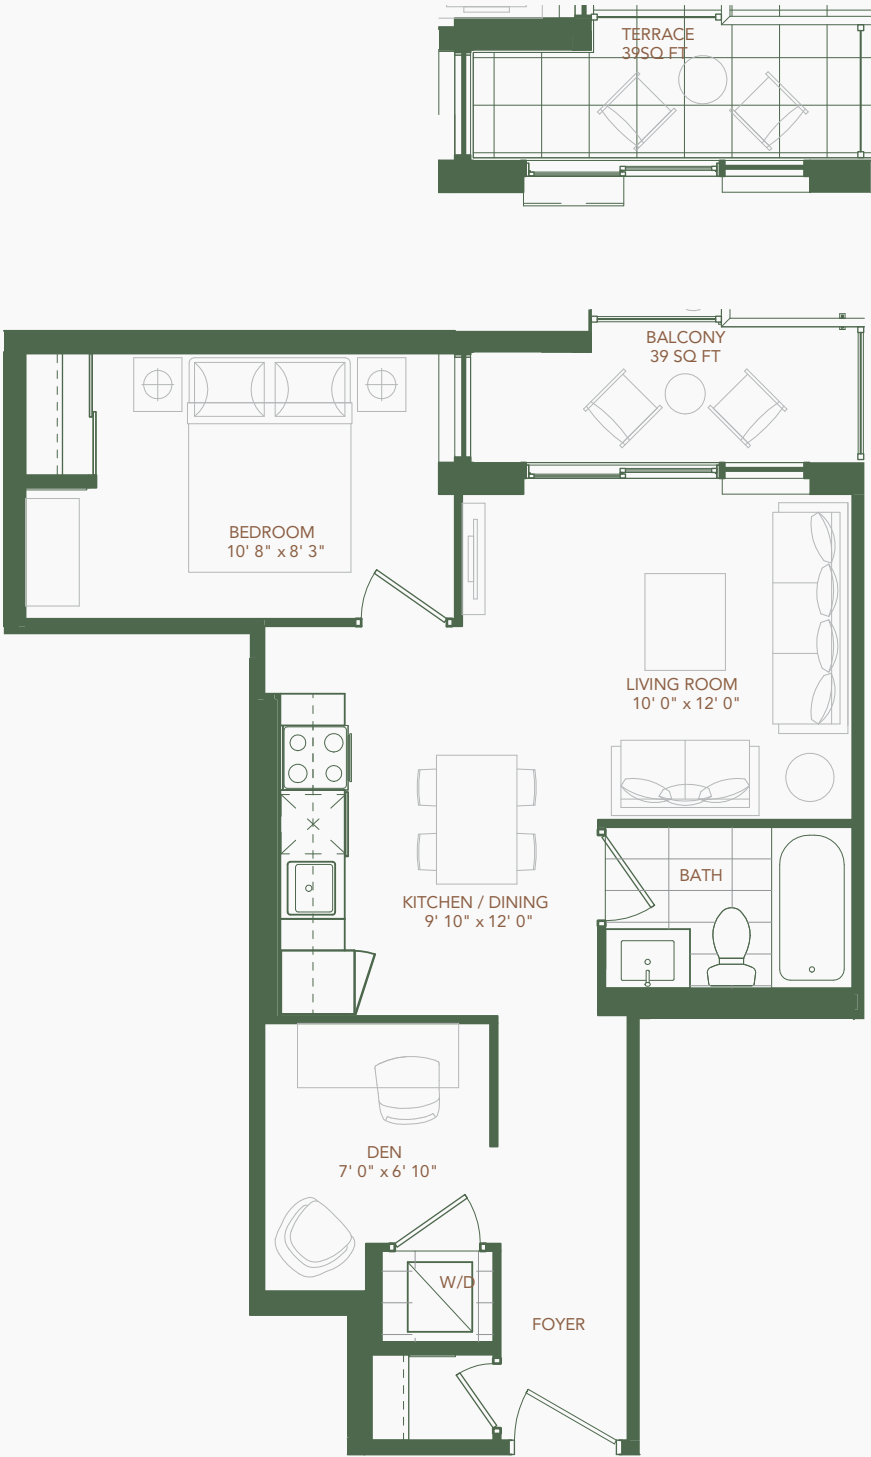 TERRACE
39SQ FT
BALCONY
39 SQ FT
BEDROOM
10' 8" x 8' 3"
LIVING ROOM
10' 0" x 12' 0"
BATH
KITCHEN / DINING
9' 10" x 12' 0"
DEN
7' 0" x 6' 10"
W/D
FOYER